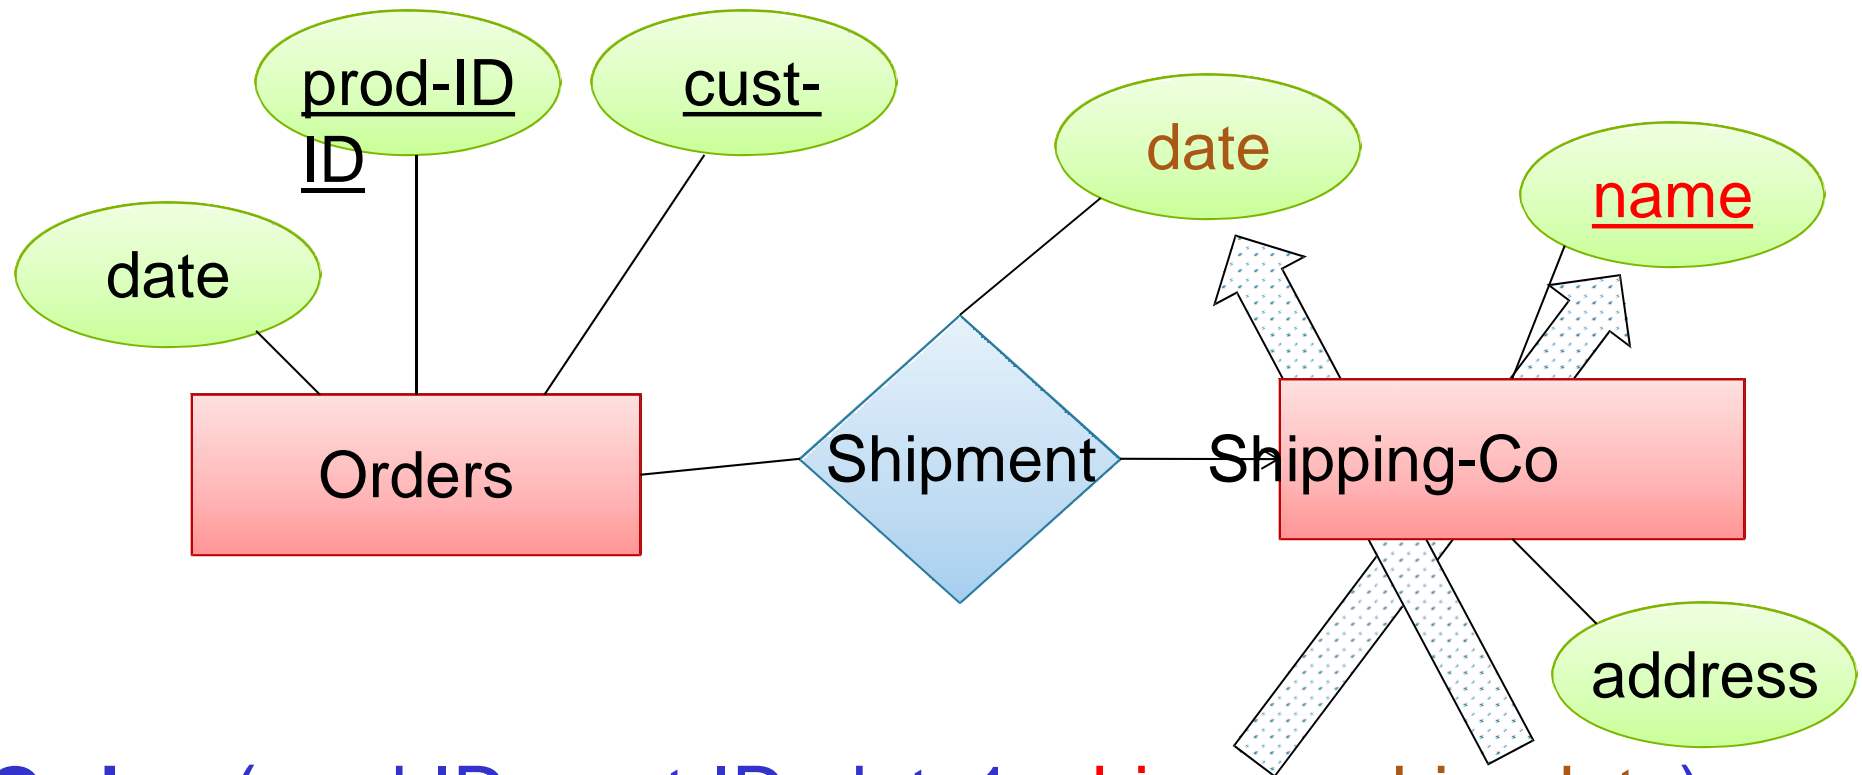 prod-ID
cust-
ID
date
name
date
Orders
Shipment
Shipping-Co
address